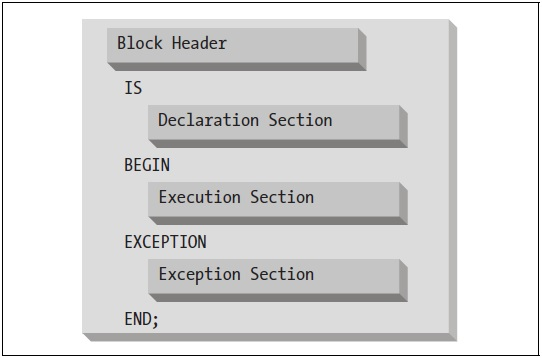 Block Header
IS
Declaration Section
BEGIN
Execution Section
EXCEPTION
Exception Section
END;